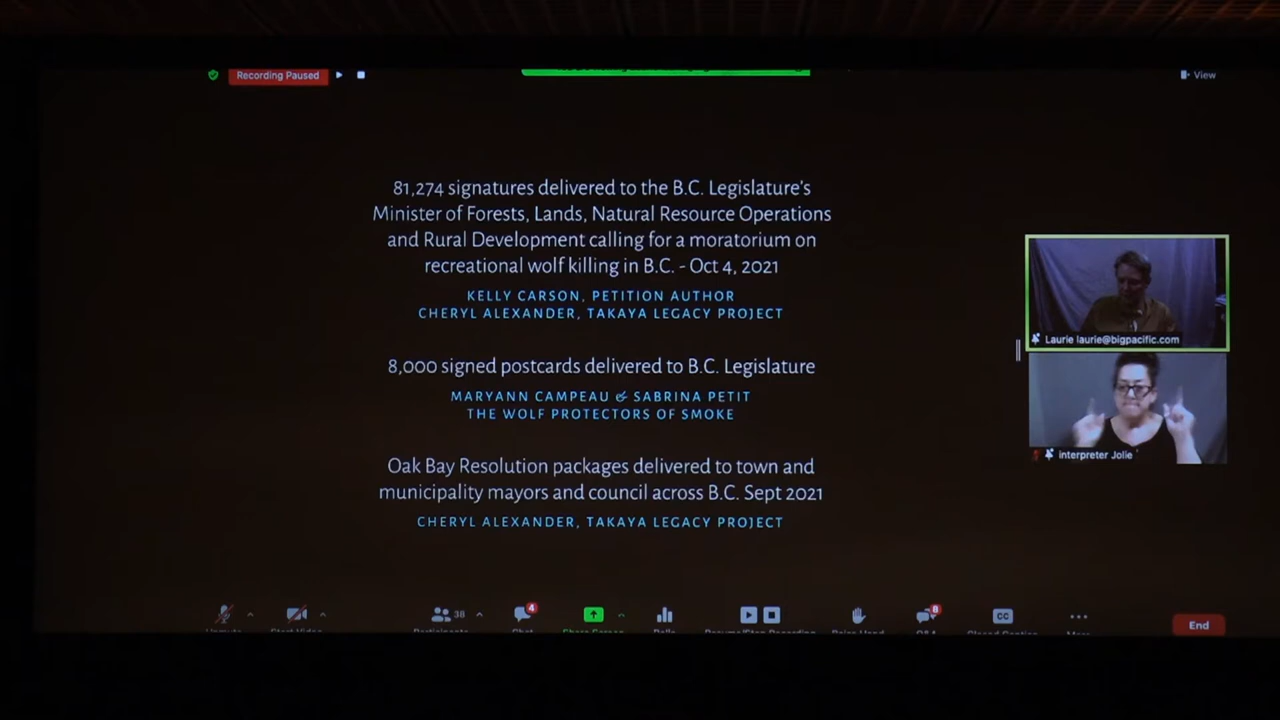 Recording Paused
View
81,274 signatures delivered to the B.C. Legislature's
Minister of Forests, Lands, Natural Resource Operations
and Rural Development calling for a moratorium on
recreational wolf killing in B.C. - Oct 4, 2021
KELLY CARSON, PETITION AUTHOR
CHERYL ALEXANDER, TAKAYA LEGACY PROJECT
8,000 signed postcards delivered to B.C. Legislature
MARYANN CAMPEAU & SABRINA PETIT
THE WOLF PROTECTORS OF SMOKE
Oak Bay Resolution packages delivered to town and
municipality mayors and council across B.C. Sept 2021
CHERYL ALEXANDER, TAKAYA LEGACY PROJECT
Laurie laurie@bigpacific.com
interpreter Jolie
38
4
8
CC
End